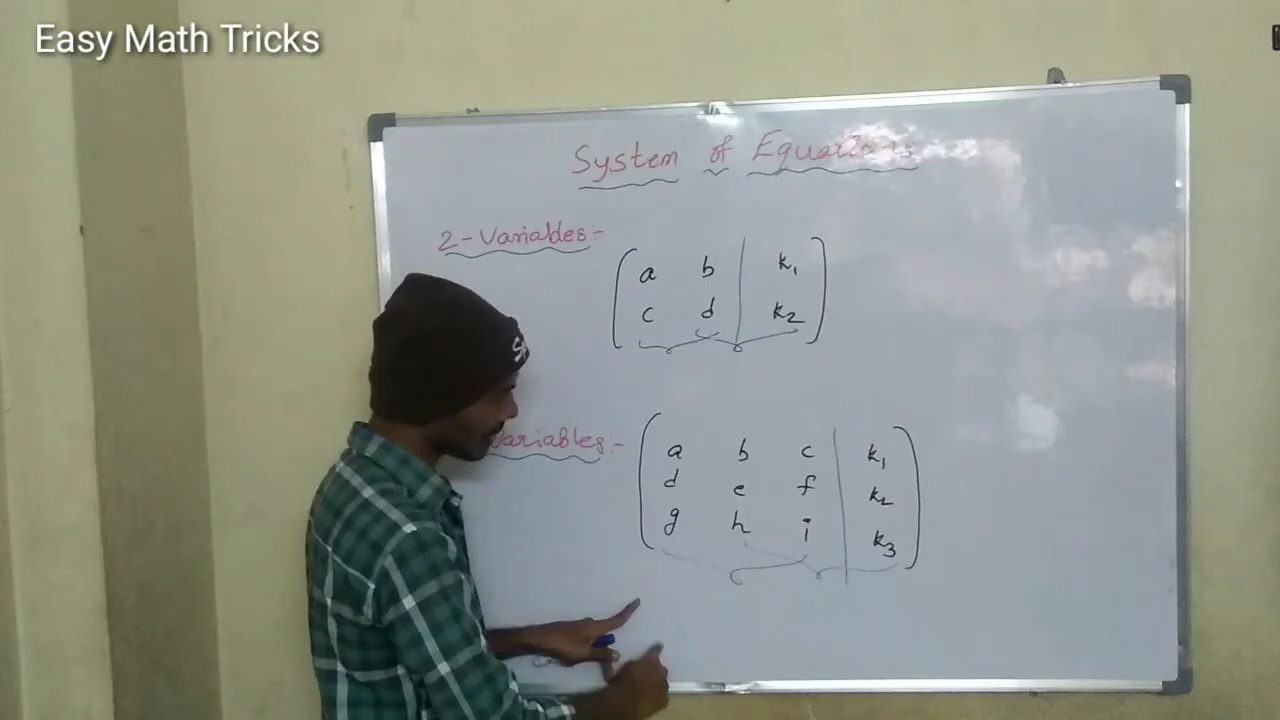 Easy Math Tricks
System of Equations
2-Variables:-
a b k₁
c d k₂
Variables:-
a b c k₁
d e f k₂
g h i k₃